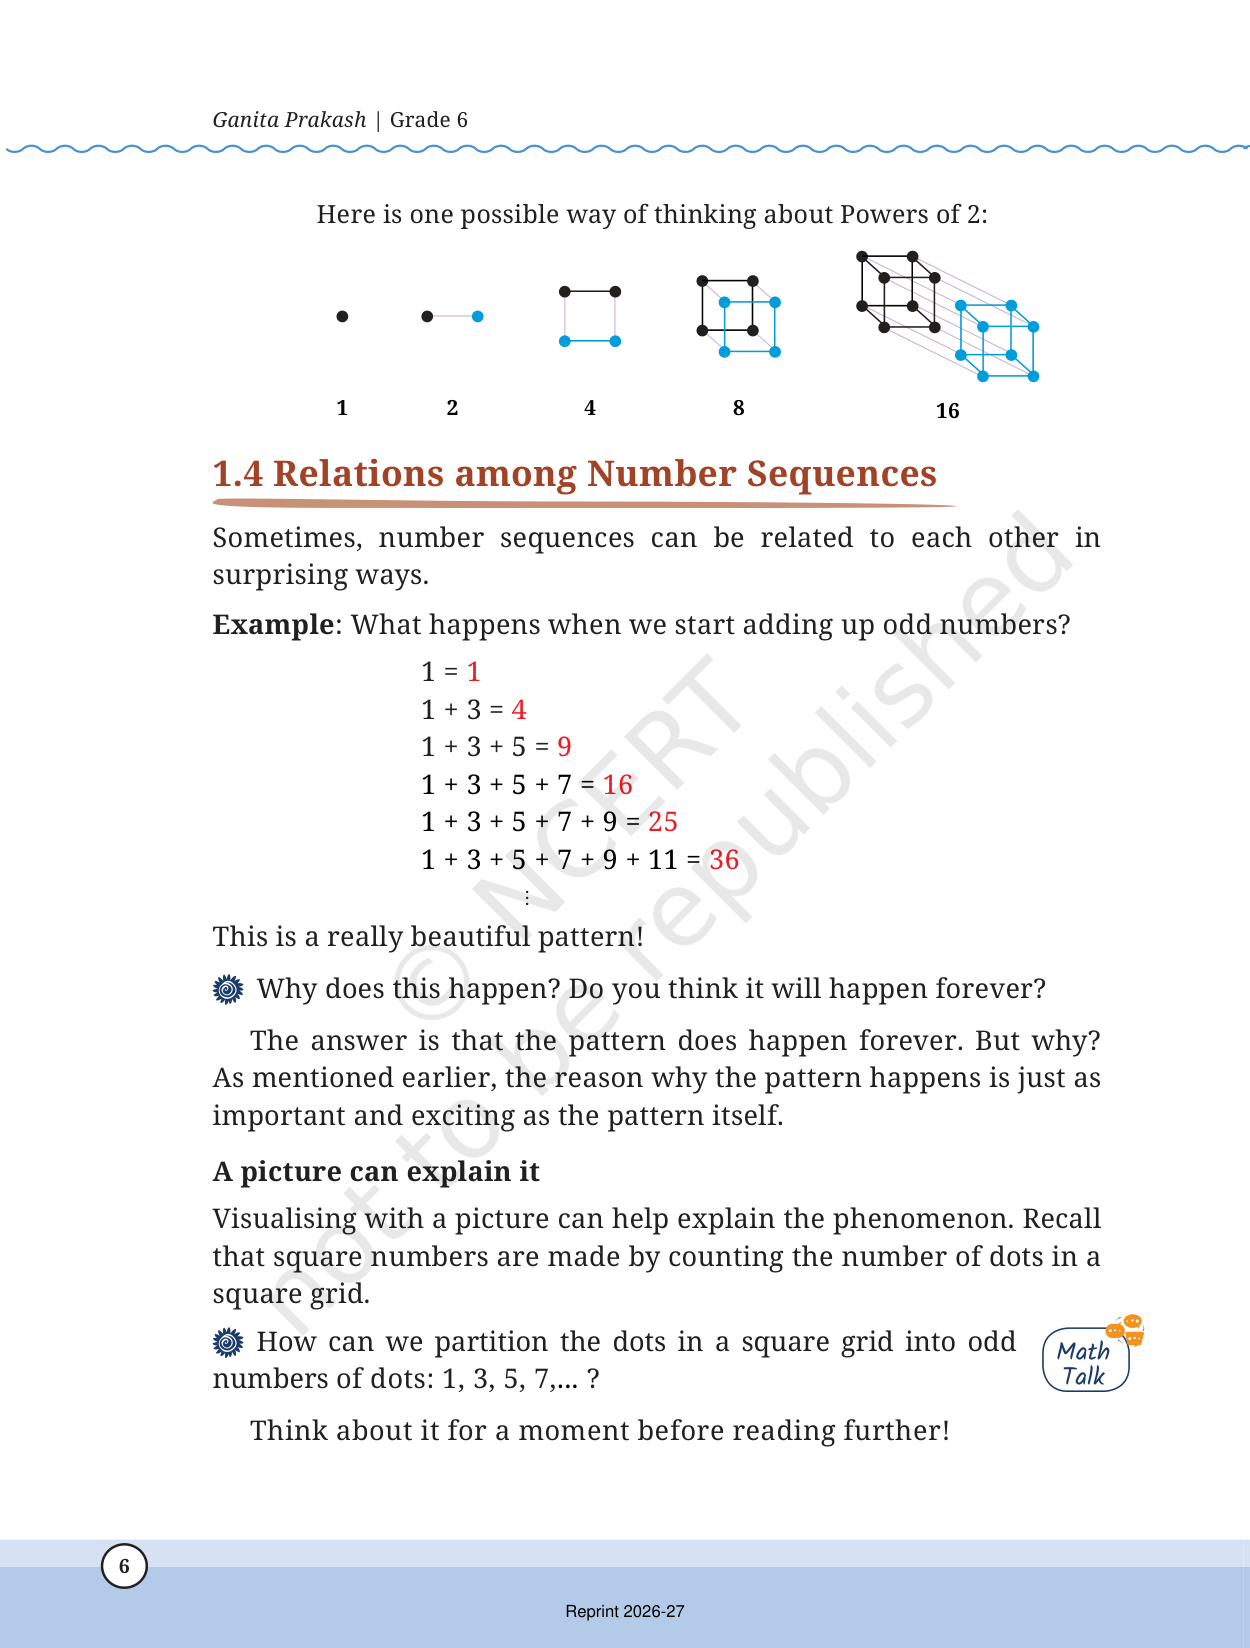 Ganita Prakash | Grade 6
Here is one possible way of thinking about Powers of 2:
1 2 4 8 16
1.4 Relations among Number Sequences
Sometimes, number sequences can be related to each other in
surprising ways.
Example: What happens when we start adding up odd numbers?
1 = 1
1 + 3 = 4
1 + 3 + 5 = 9
1 + 3 + 5 + 7 = 16
1 + 3 + 5 + 7 + 9 = 25
1 + 3 + 5 + 7 + 9 + 11 = 36
⋮
This is a really beautiful pattern!
Why does this happen? Do you think it will happen forever?
The answer is that the pattern does happen forever. But why?
As mentioned earlier, the reason why the pattern happens is just as
important and exciting as the pattern itself.
A picture can explain it
Visualising with a picture can help explain the phenomenon. Recall
that square numbers are made by counting the number of dots in a
square grid.
How can we partition the dots in a square grid into odd
numbers of dots: 1, 3, 5, 7,... ?
Math
Talk
Think about it for a moment before reading further!
© NCERT
not to be republished
6
Reprint 2026-27